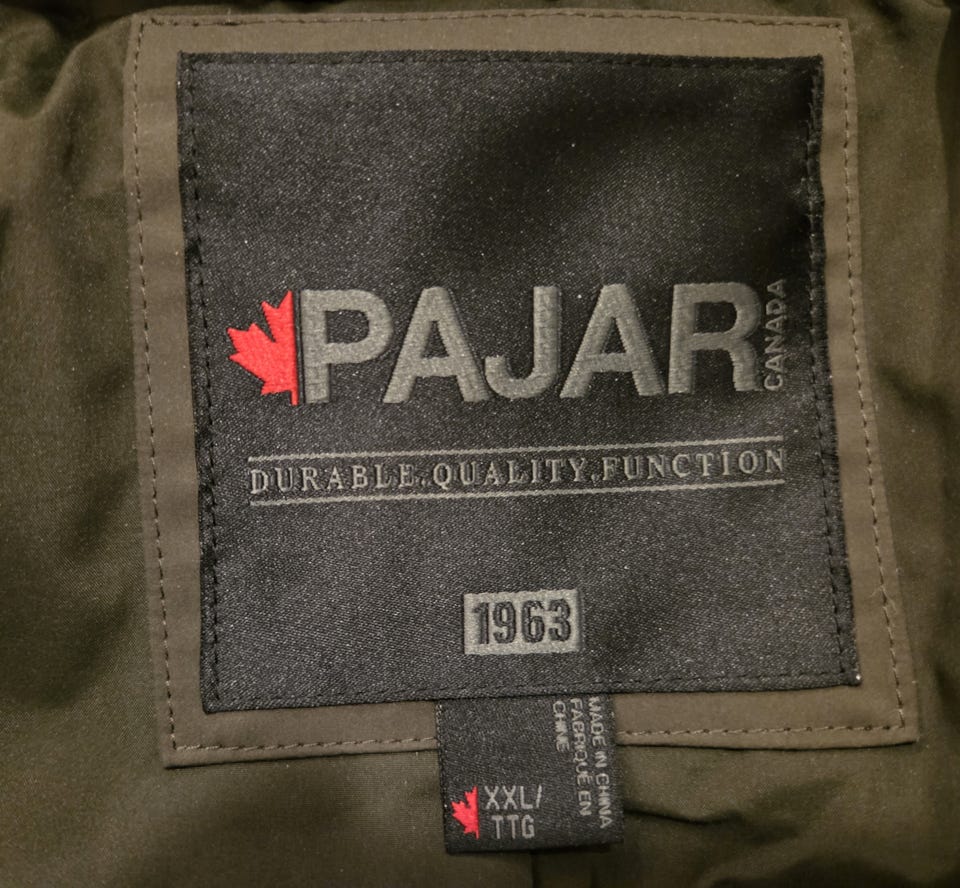 PAJAR
CANADA
DURABLE.QUALITY.FUNCTION
1963
XXL/
TTG
MADE IN CHINA
FABRIQUÉ EN
CHINE